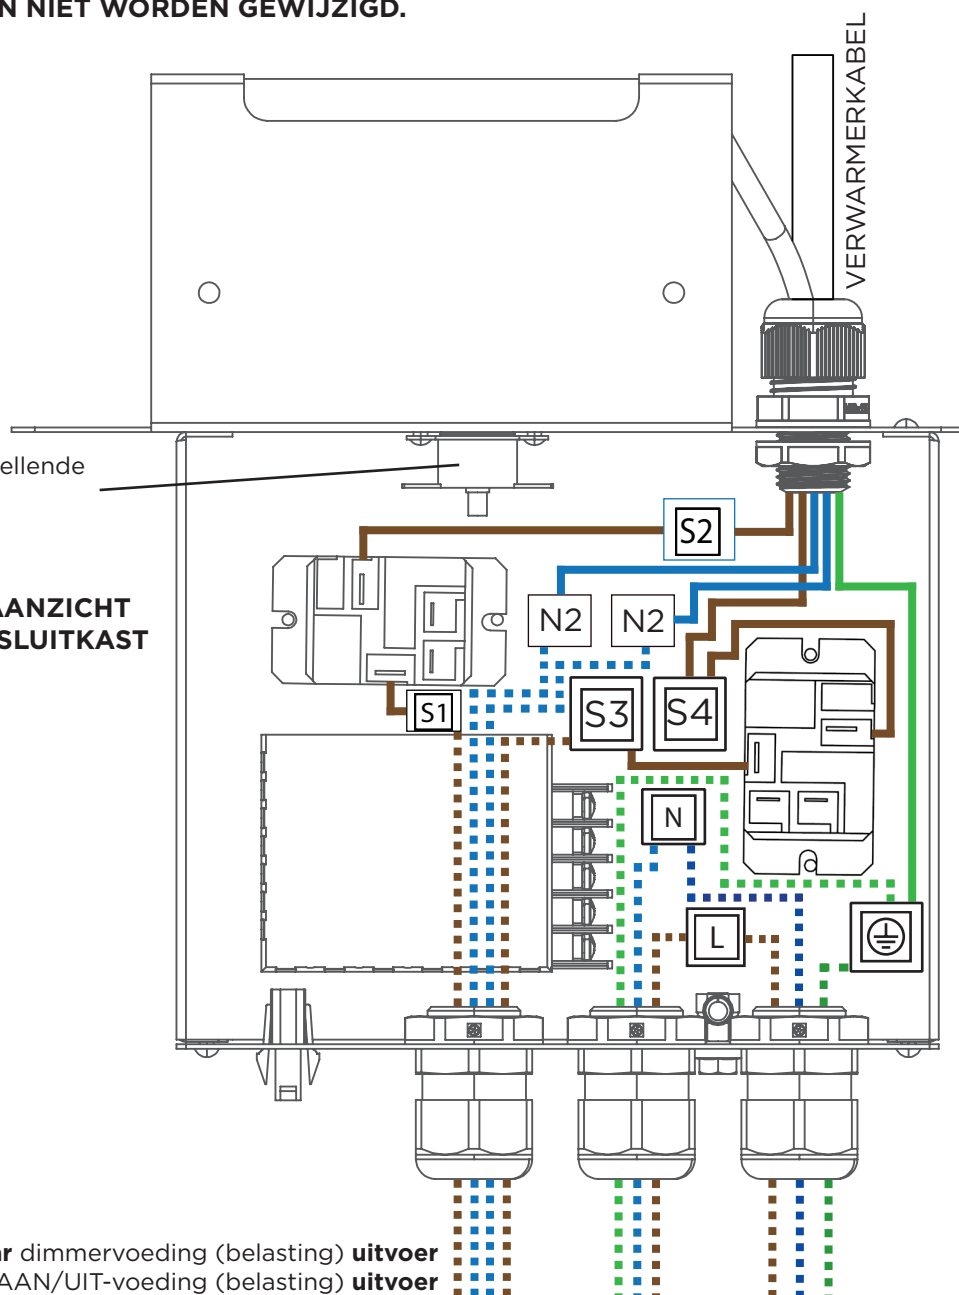 N NIET WORDEN GEWIJZIGD.
VERWARMERKABEL
ellende
S2
AANZICHT
SLUITKAST
N2
N2
S1
S3
S4
N
L
ar dimmervoeding (belasting) uitvoer
AAN/UIT-voeding (belasting) uitvoer